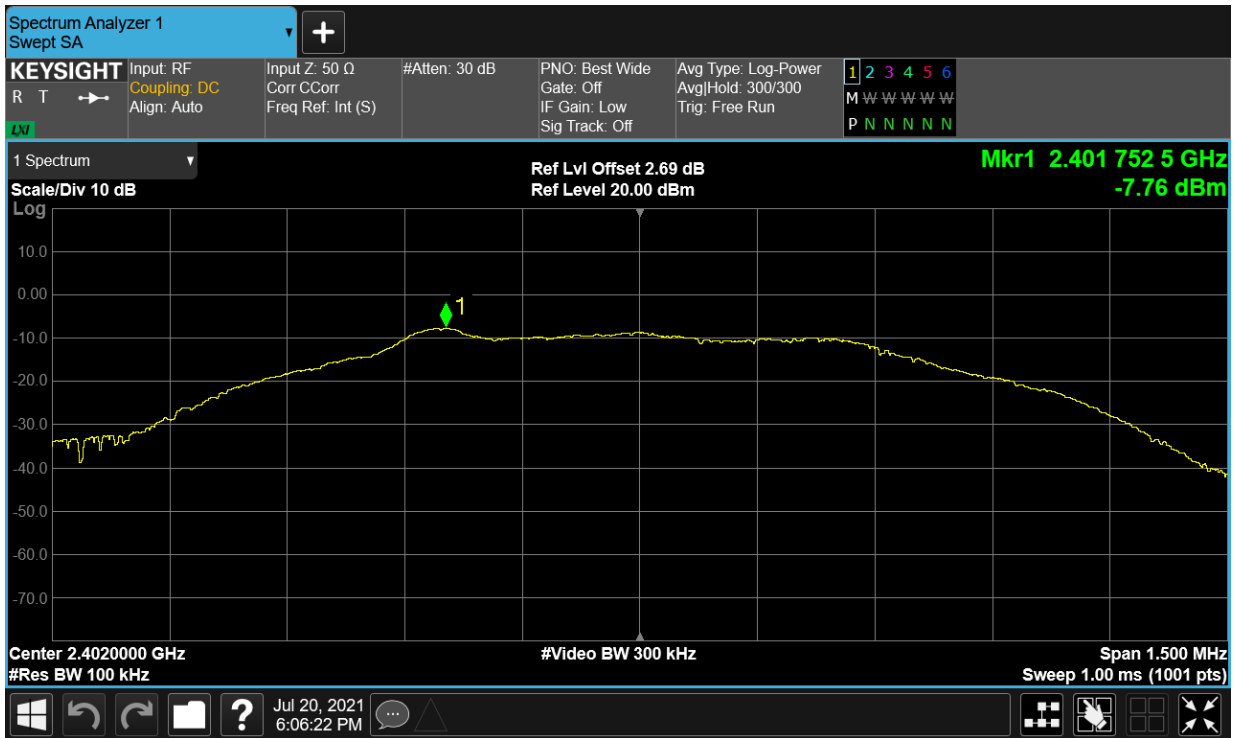 Spectrum Analyzer 1
Swept SA
▼
+
KEYSIGHT
R T
LXI
Input: RF
Coupling: DC
Align: Auto
Input Z: 50 Ω
Corr CCorr
Freq Ref: Int (S)
#Atten: 30 dB
PNO: Best Wide
Gate: Off
IF Gain: Low
Sig Track: Off
Avg Type: Log-Power
Avg|Hold: 300/300
Trig: Free Run
1 2 3 4 5 6
M W W W W W
P N N N N N
1 Spectrum ▼
Scale/Div 10 dB
Ref Lvl Offset 2.69 dB
Ref Level 20.00 dBm
Mkr1 2.401 752 5 GHz
-7.76 dBm
Log
10.0
0.00
-10.0
-20.0
-30.0
-40.0
-50.0
-60.0
-70.0
1
Center 2.4020000 GHz
#Res BW 100 kHz
#Video BW 300 kHz
Span 1.500 MHz
Sweep 1.00 ms (1001 pts)
?
Jul 20, 2021
6:06:22 PM